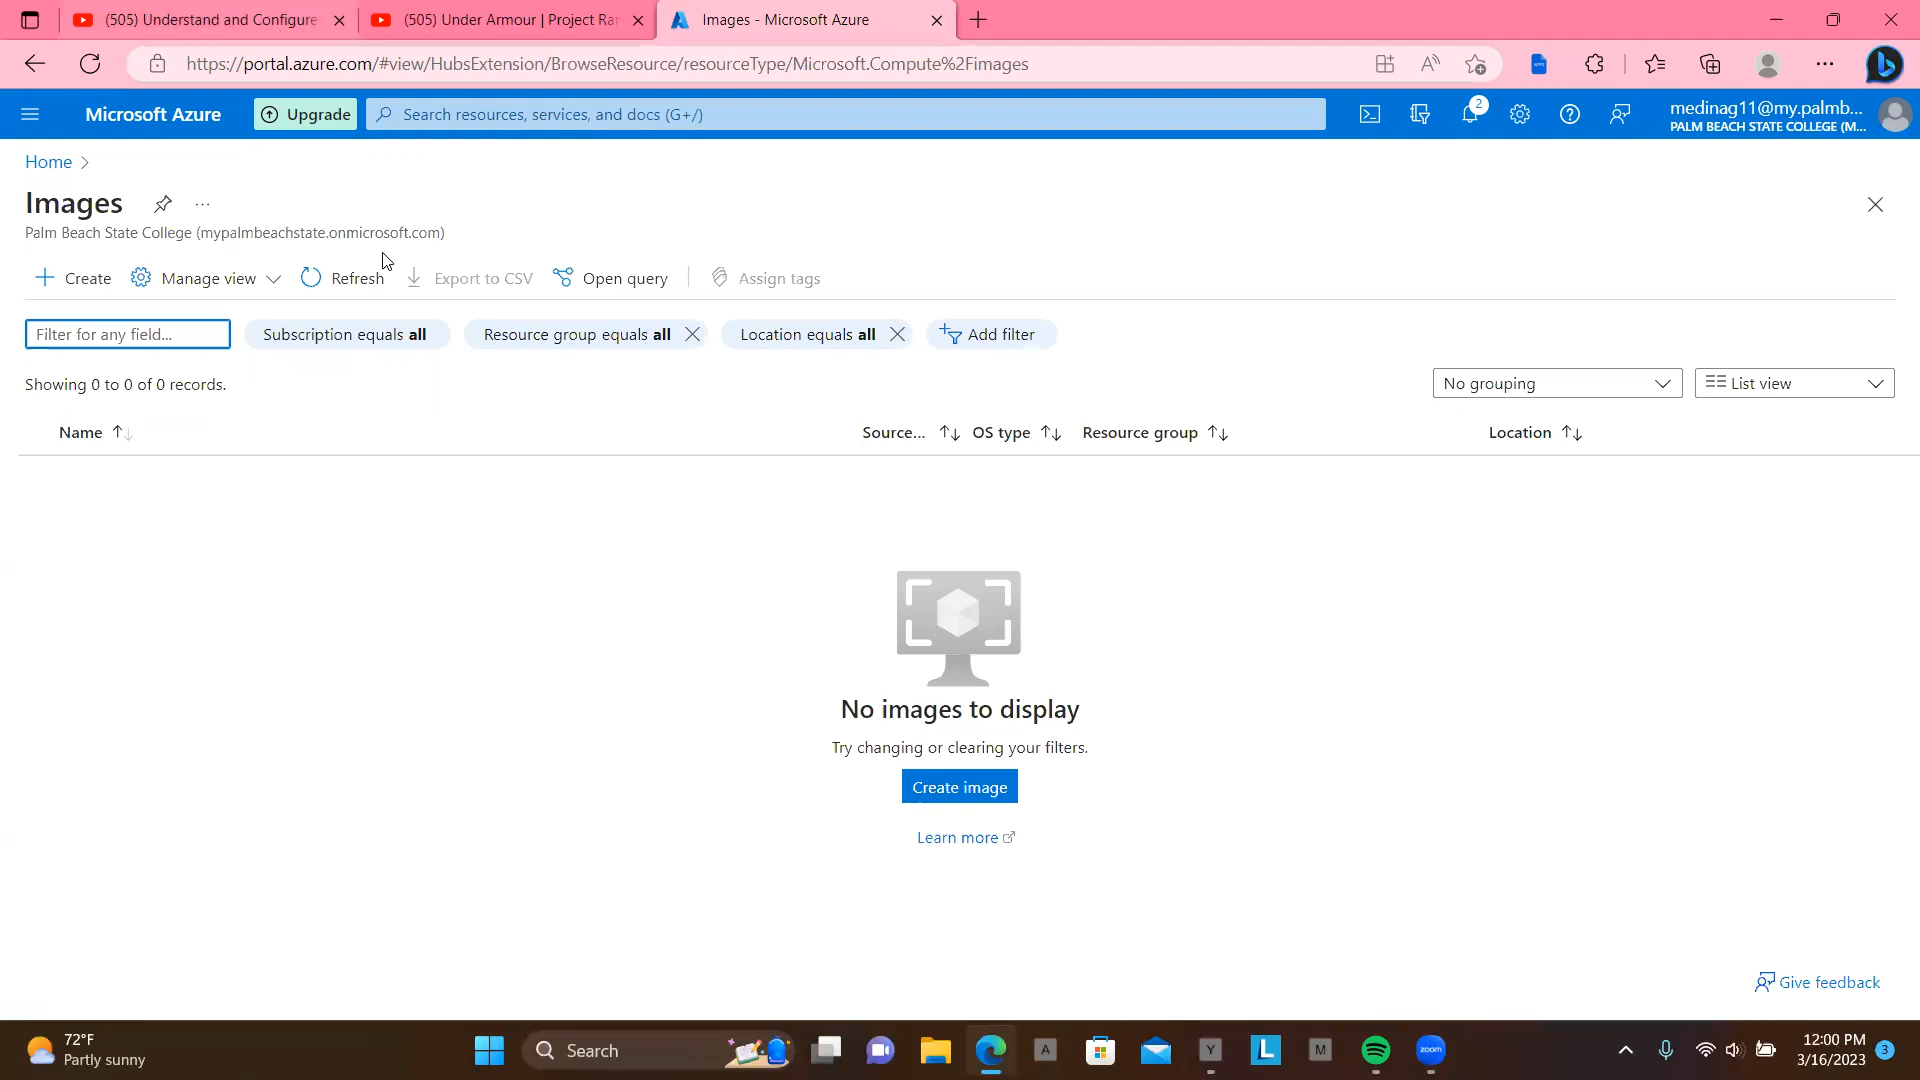 (505) Understand and Configure
(505) Under Armour | Project Ra
Images - Microsoft Azure
https://portal.azure.com/#view/HubsExtension/BrowseResource/resourceType/Microsoft.Compute%2Fimages
Microsoft Azure
Upgrade
Search resources, services, and docs (G+/)
2
medinag11@my.palmb...
PALM BEACH STATE COLLEGE (M...
Home
Images
Palm Beach State College (mypalmbeachstate.onmicrosoft.com)
Create
Manage view
Refresh
Export to CSV
Open query
Assign tags
Filter for any field...
Subscription equals all
Resource group equals all
Location equals all
Add filter
Showing 0 to 0 of 0 records.
No grouping
List view
Name
Source...
OS type
Resource group
Location
No images to display
Try changing or clearing your filters.
Create image
Learn more
Give feedback
72°F
Partly sunny
Search
A
Y
L
M
zoom
12:00 PM
3/16/2023
3